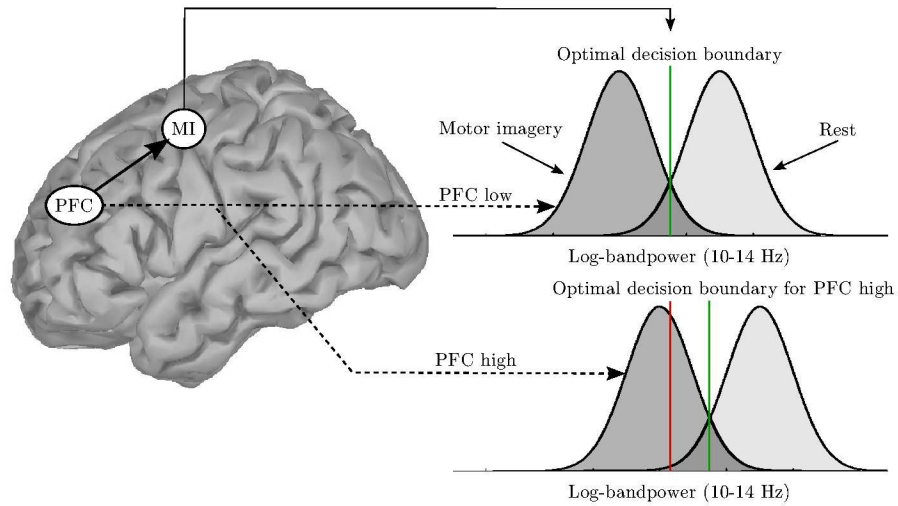 Optimal decision boundary
MI
Motor imagery
Rest
PFC
PFC low
Log-bandpower (10-14 Hz)
Optimal decision boundary for PFC high
PFC high
Log-bandpower (10-14 Hz)